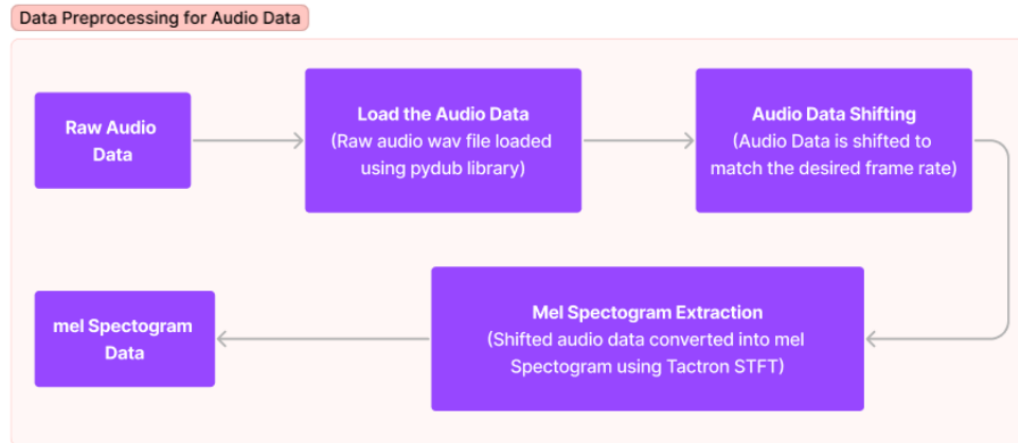 Data Preprocessing for Audio Data
Raw Audio
Data
Load the Audio Data
(Raw audio wav file loaded
using pydub library)
Audio Data Shifting
(Audio Data is shifted to
match the desired frame rate)
Mel Spectogram Extraction
(Shifted audio data converted into mel
Spectogram using Tactron STFT)
mel Spectogram
Data